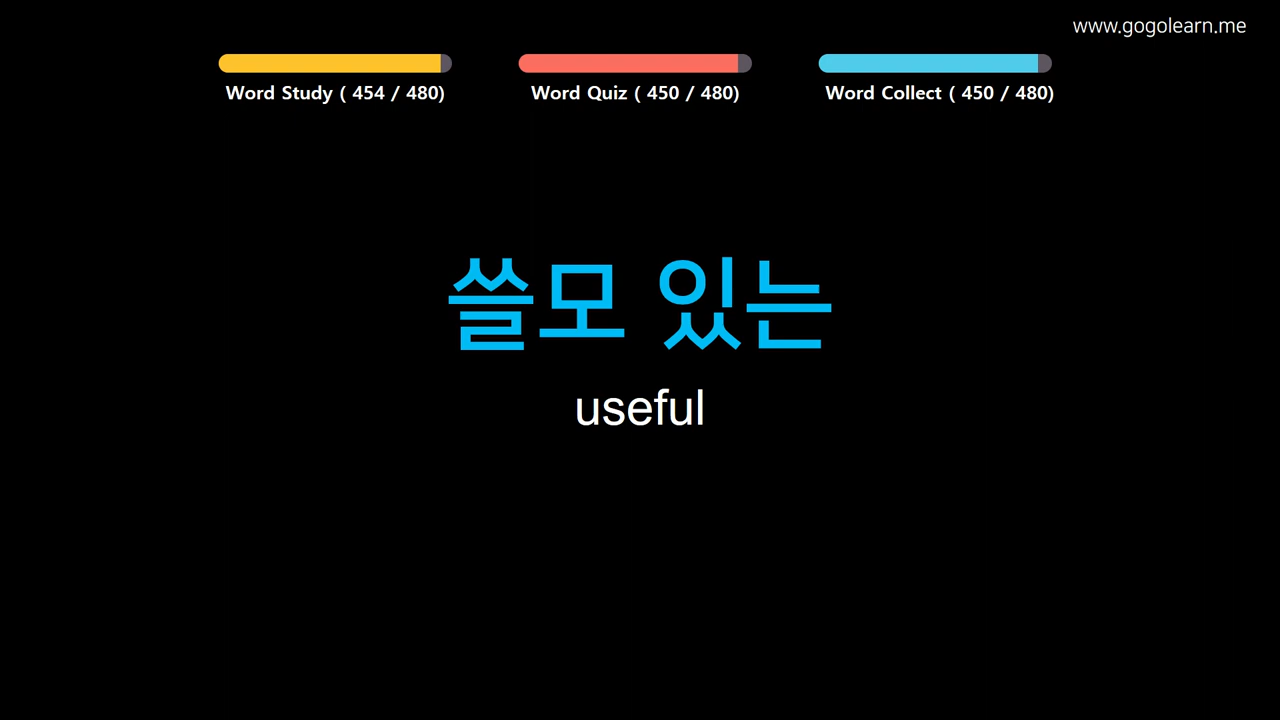 www.gogolearn.me
Word Study ( 454 / 480)
Word Quiz ( 450 / 480)
Word Collect ( 450 / 480)
쓸모 있는
useful